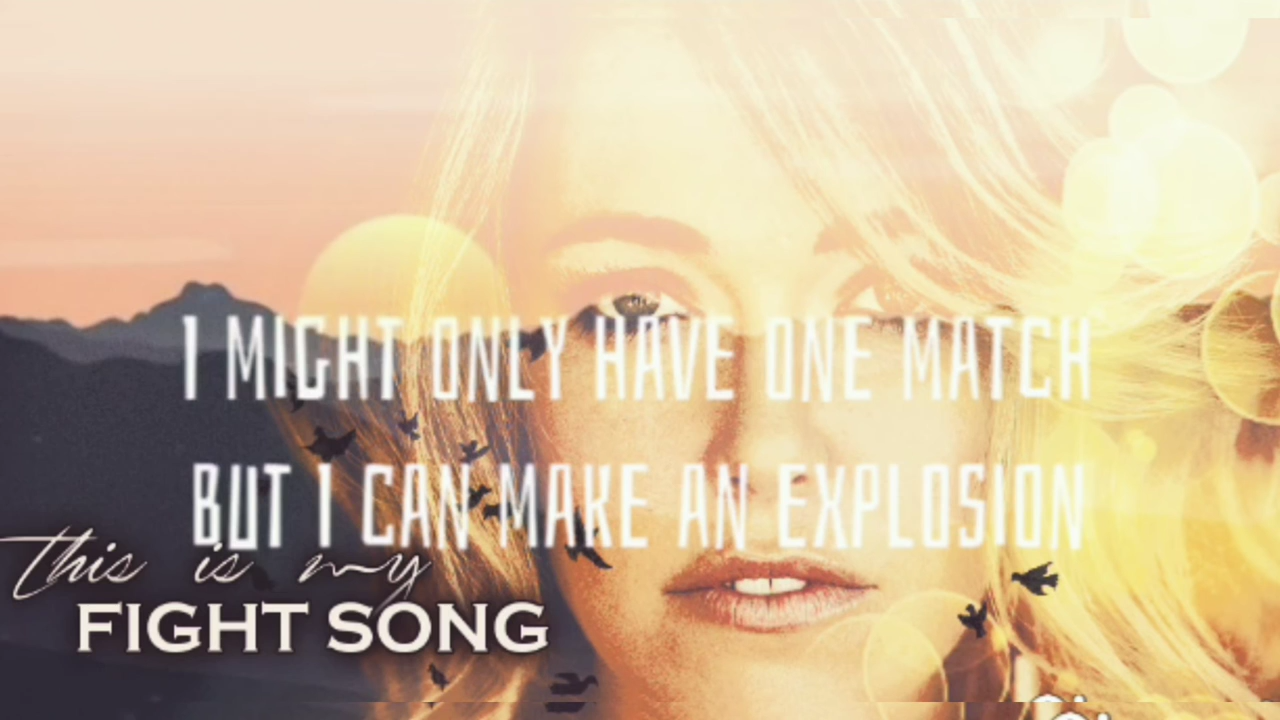 I MIGHT ONLY HAVE ONE MATCH
BUT I CAN MAKE AN EXPLOSION
this is my
FIGHT SONG